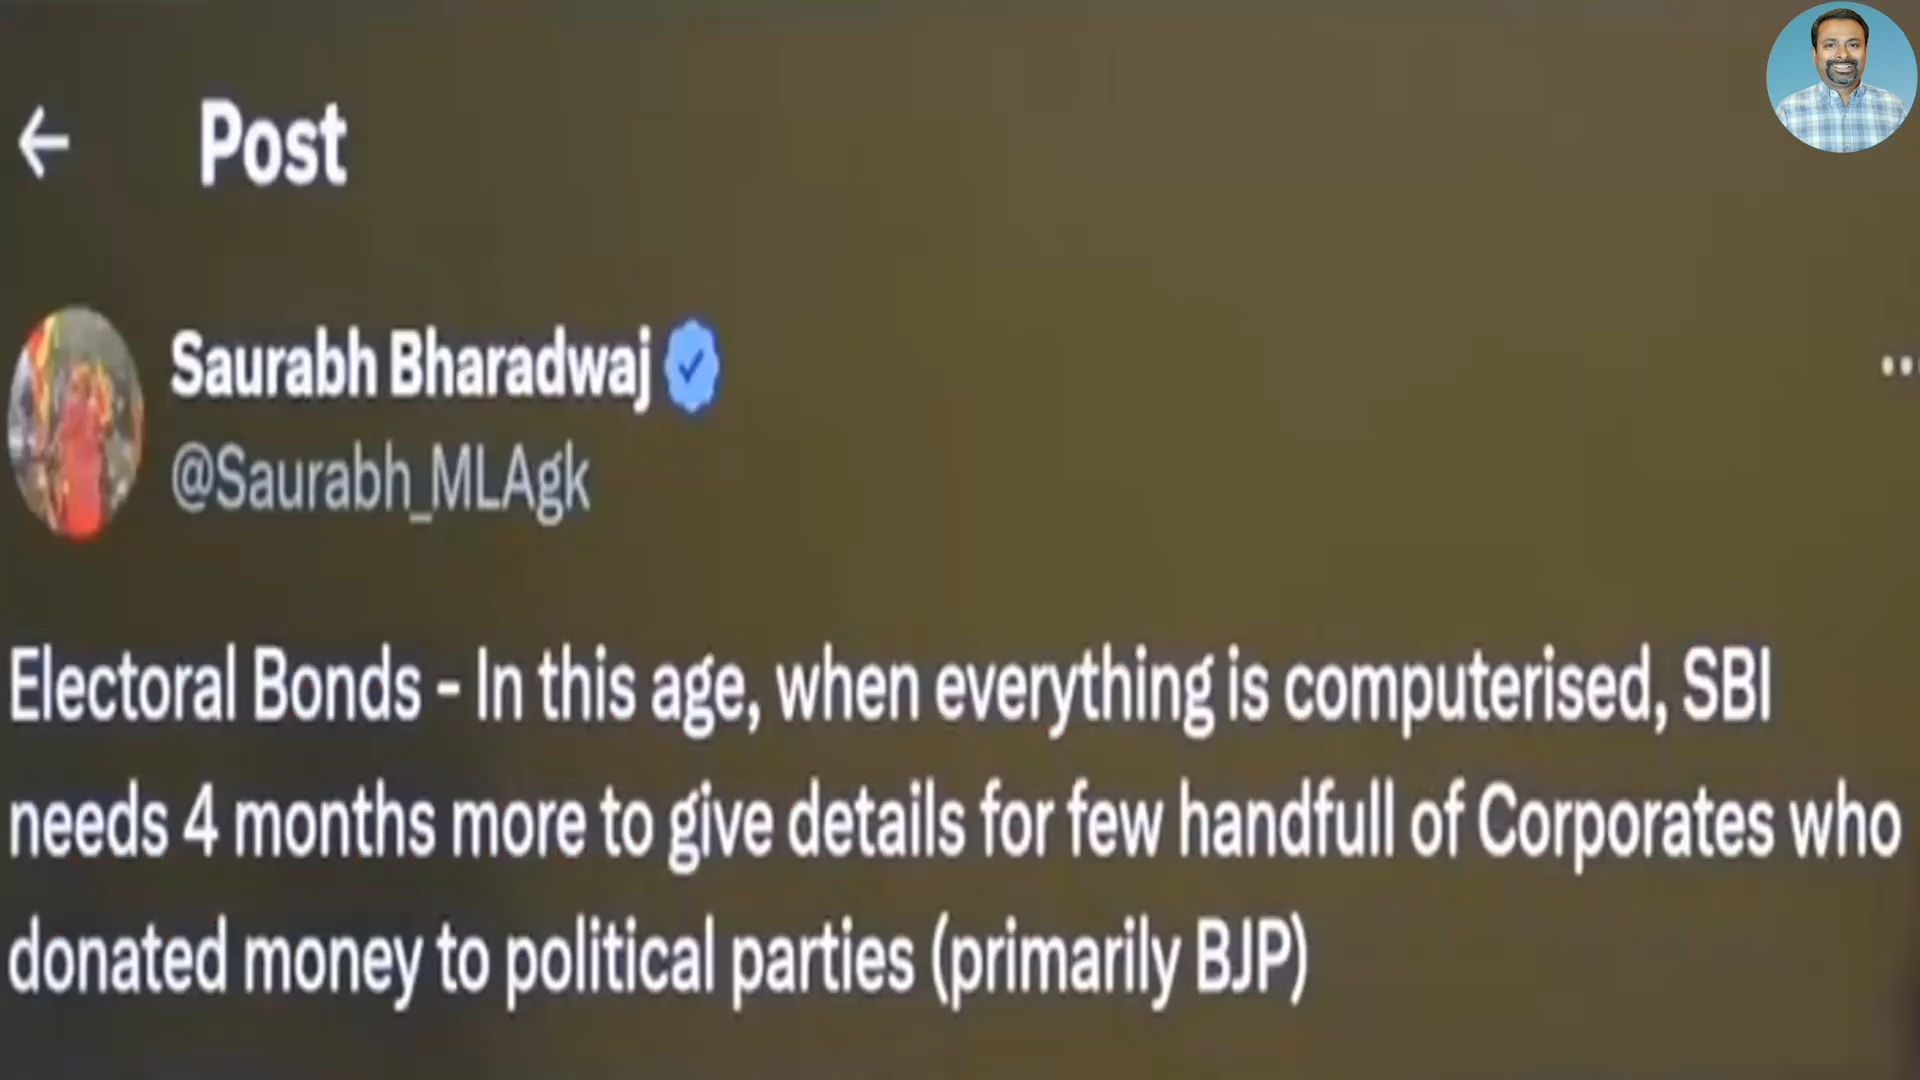 Post
Saurabh Bharadwaj
@Saurabh_MLAgk
Electoral Bonds - In this age, when everything is computerised, SBI
needs 4 months more to give details for few handfull of Corporates who
donated money to political parties (primarily BJP)